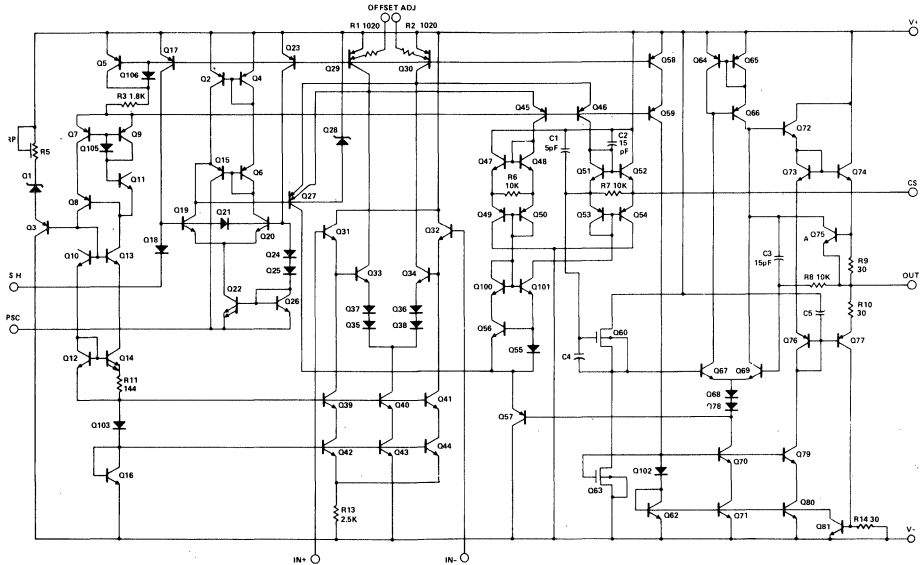 OFFSET ADJ
R1 1020
R2 1020
V+
Q17
Q23
Q5
Q106
Q2
Q4
Q29
Q30
Q58
Q64
Q65
R3 1.8K
Q45
Q46
Q59
Q66
Q7
Q9
Q105
Q28
C1
5pF
C2
15
pF
Q72
RP
R5
Q11
Q15
Q6
Q47
Q48
Q51
Q52
Q73
Q74
Q1
Q8
Q27
R6
10K
R7 10K
CS
Q19
Q21
Q20
Q49
Q50
Q53
Q54
Q3
Q10
Q13
Q18
Q31
Q32
A
Q75
Q24
Q25
C3
15pF
R9
30
S H
Q33
Q34
Q100
Q101
R8 10K
OUT
Q22
Q26
Q37
Q35
Q36
Q38
R10
30
PSC
Q56
Q60
C5
Q76
Q77
Q12
Q14
Q55
C4
R11
144
Q67
Q69
Q68
Q78
Q39
Q40
Q41
Q57
Q103
Q42
Q43
Q44
Q70
Q79
Q16
Q102
Q63
Q80
R13
2.5K
Q62
Q71
Q81
R14 30
V-
IN+
IN-